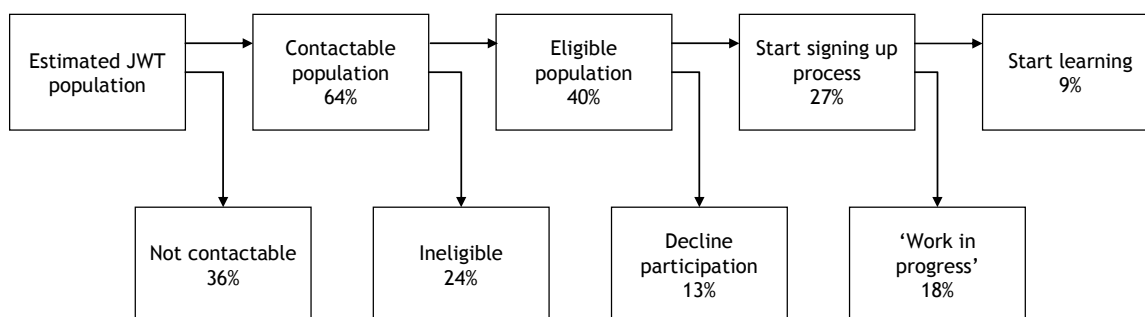 Estimated JWT
population
Contactable
population
64%
Eligible
population
40%
Start signing up
process
27%
Start learning
9%
Not contactable
36%
Ineligible
24%
Decline
participation
13%
‘Work in
progress’
18%